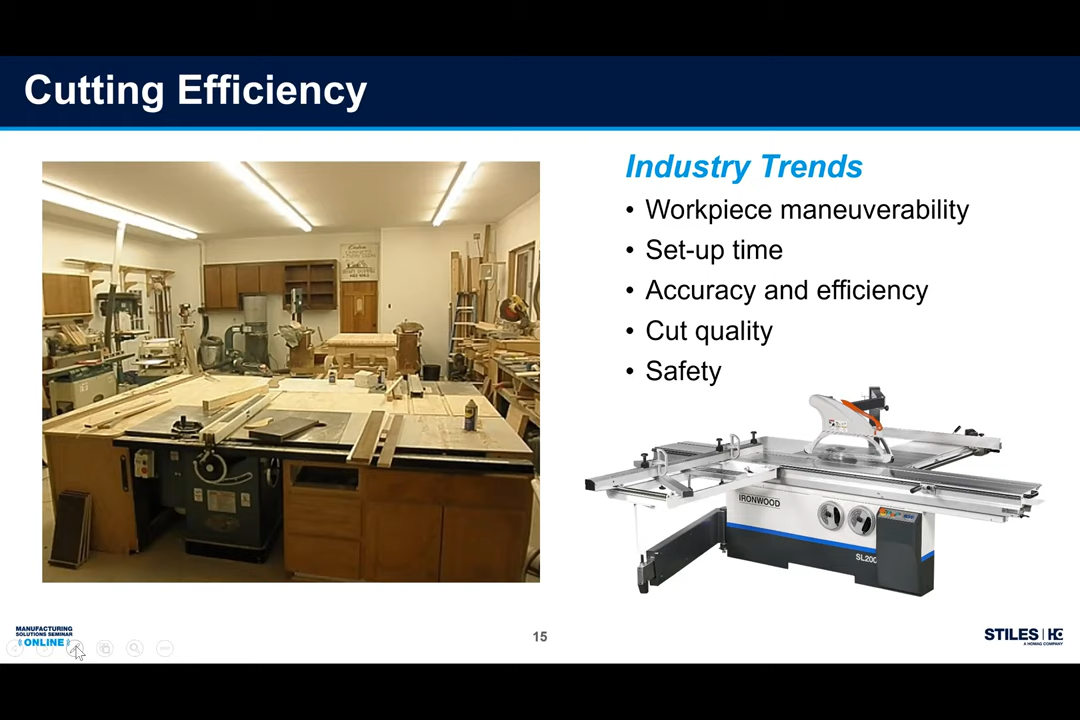 Cutting Efficiency
Industry Trends
• Workpiece maneuverability
• Set-up time
• Accuracy and efficiency
• Cut quality
• Safety
IRONWOOD
MANUFACTURING
SOLUTIONS SEMINAR
ONLINE
15
STILES
A HOMAG COMPANY